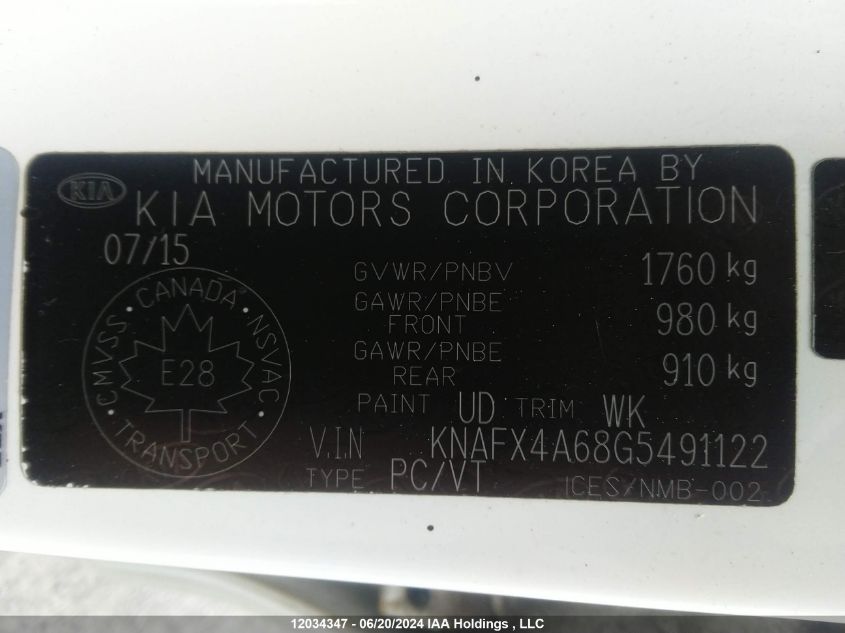 MANUFACTURED IN KOREA BY
KIA
KIA MOTORS CORPORATION
07/15
GVWR/PNBV 1760 kg
GAWR/PNBE FRONT 980 kg
GAWR/PNBE REAR 910 kg
CANADA
CMVSS NSVAC
E28
TRANSPORT
PAINT UD TRIM WK
V.I.N KNAFX4A68G5491122
TYPE PC/VT
ICES/NMB-002
12034347 - 06/20/2024 IAA Holdings , LLC